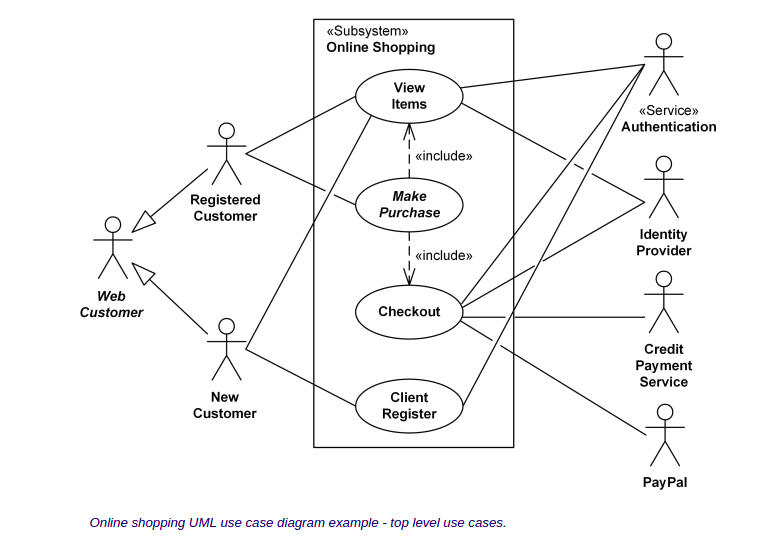 «Subsystem»
Online Shopping
View
Items
«include»
Make
Purchase
«include»
Checkout
Client
Register
Registered
Customer
Web
Customer
New
Customer
«Service»
Authentication
Identity
Provider
Credit
Payment
Service
PayPal
Online shopping UML use case diagram example - top level use cases.